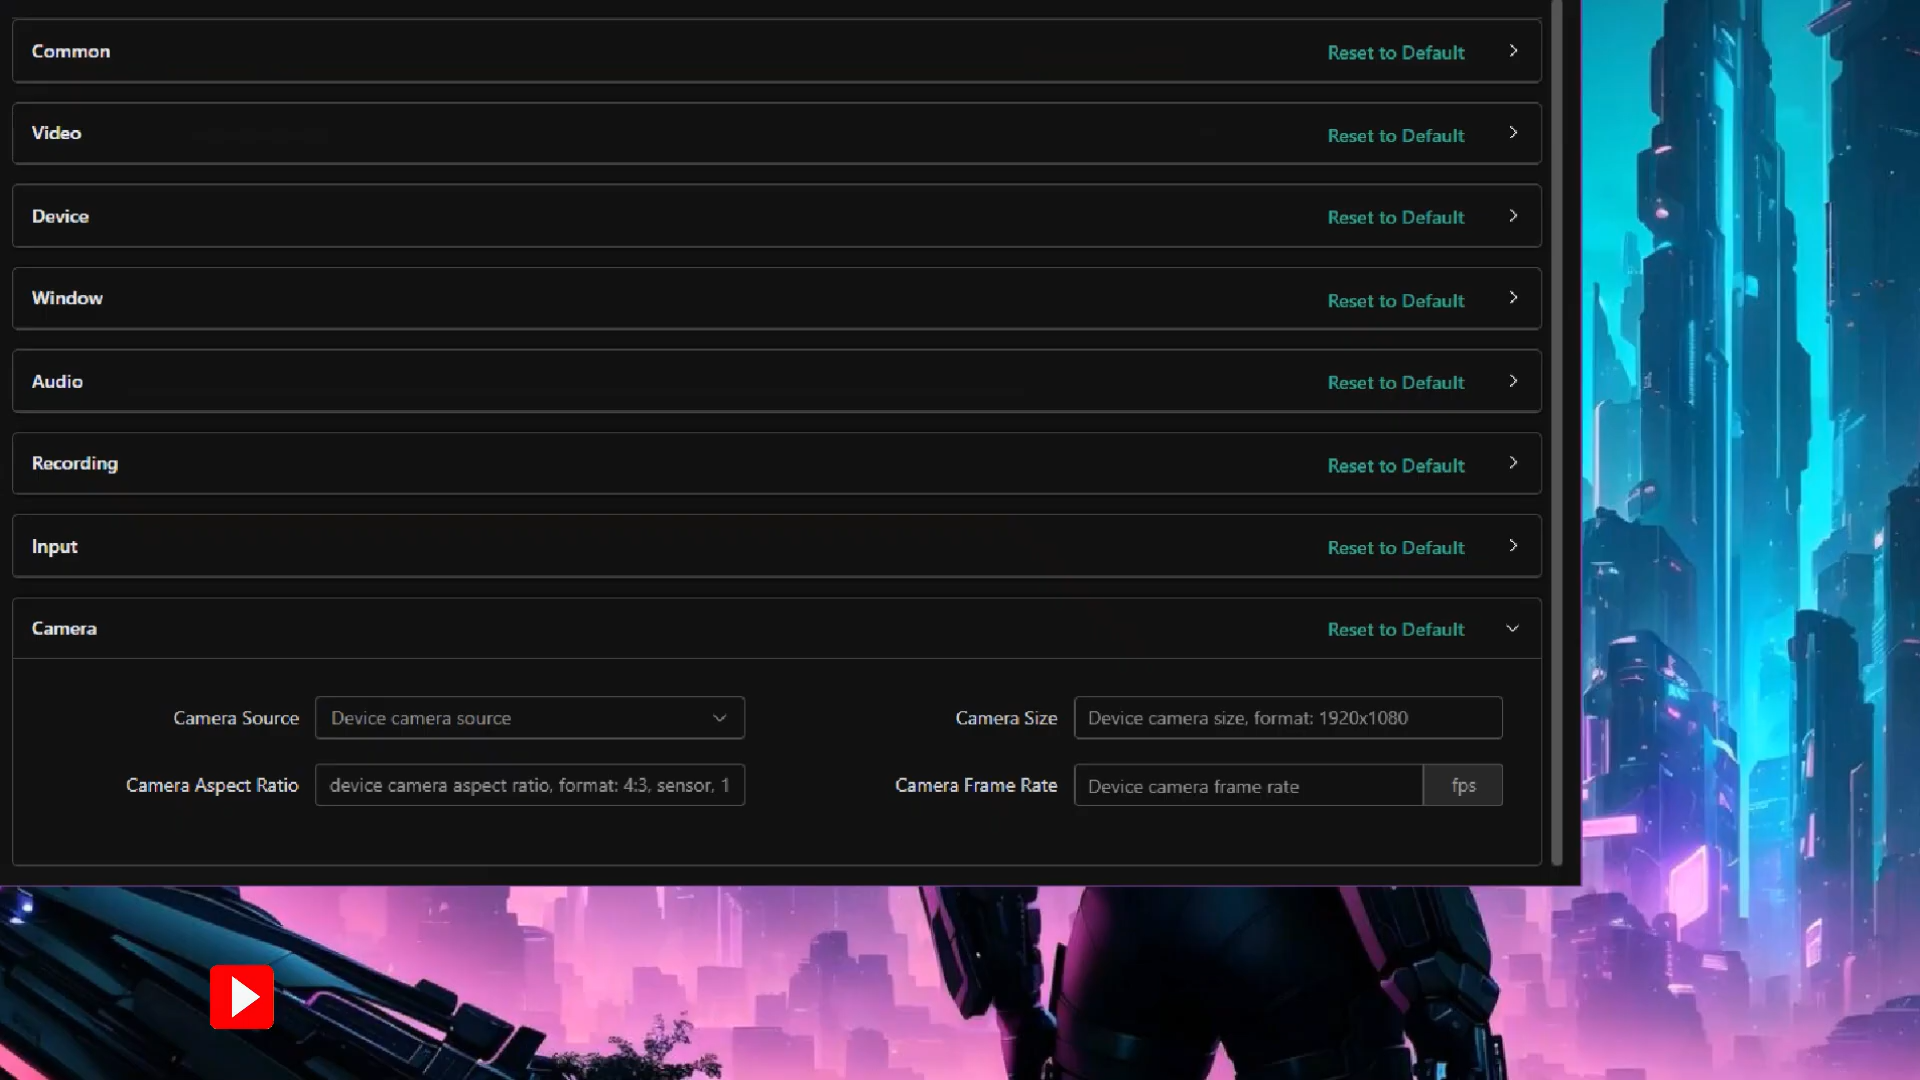 Common
Reset to Default
Video
Reset to Default
Device
Reset to Default
Window
Reset to Default
Audio
Reset to Default
Recording
Reset to Default
Input
Reset to Default
Camera
Reset to Default
Camera Source
Device camera source
Camera Size
Device camera size, format: 1920x1080
Camera Aspect Ratio
device camera aspect ratio, format: 4:3, sensor, 1
Camera Frame Rate
Device camera frame rate
fps